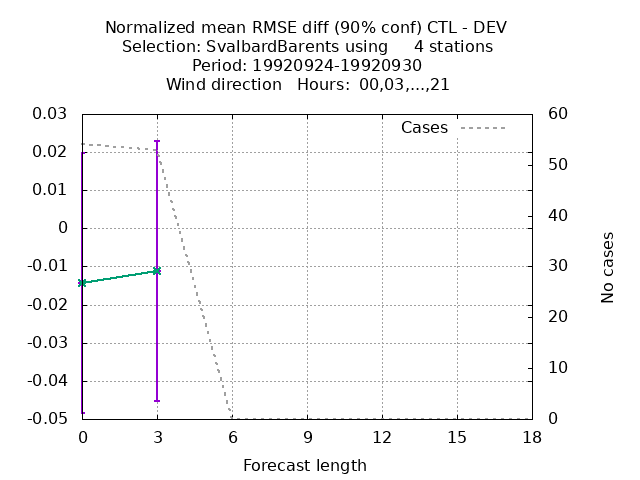 Normalized mean RMSE diff (90% conf) CTL - DEV
Selection: SvalbardBarents using     4 stations
Period: 19920924-19920930
Wind direction   Hours:  00,03,...,21
Cases
0.03
0.02
0.01
0
-0.01
-0.02
-0.03
-0.04
-0.05
60
50
40
30
20
10
0
No cases
0 3 6 9 12 15 18
Forecast length